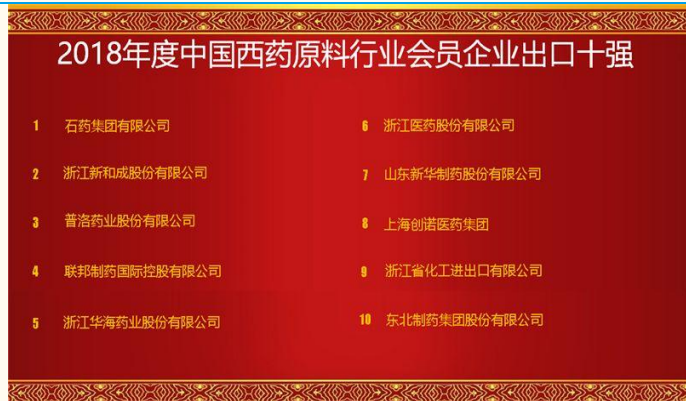 2018年度中国西药原料行业会员企业出口十强
1 石药集团有限公司
2 浙江新和成股份有限公司
3 普洛药业股份有限公司
4 联邦制药国际控股有限公司
5 浙江华海药业股份有限公司
6 浙江医药股份有限公司
7 山东新华制药股份有限公司
8 上海创诺医药集团
9 浙江省化工进出口有限公司
10 东北制药集团股份有限公司